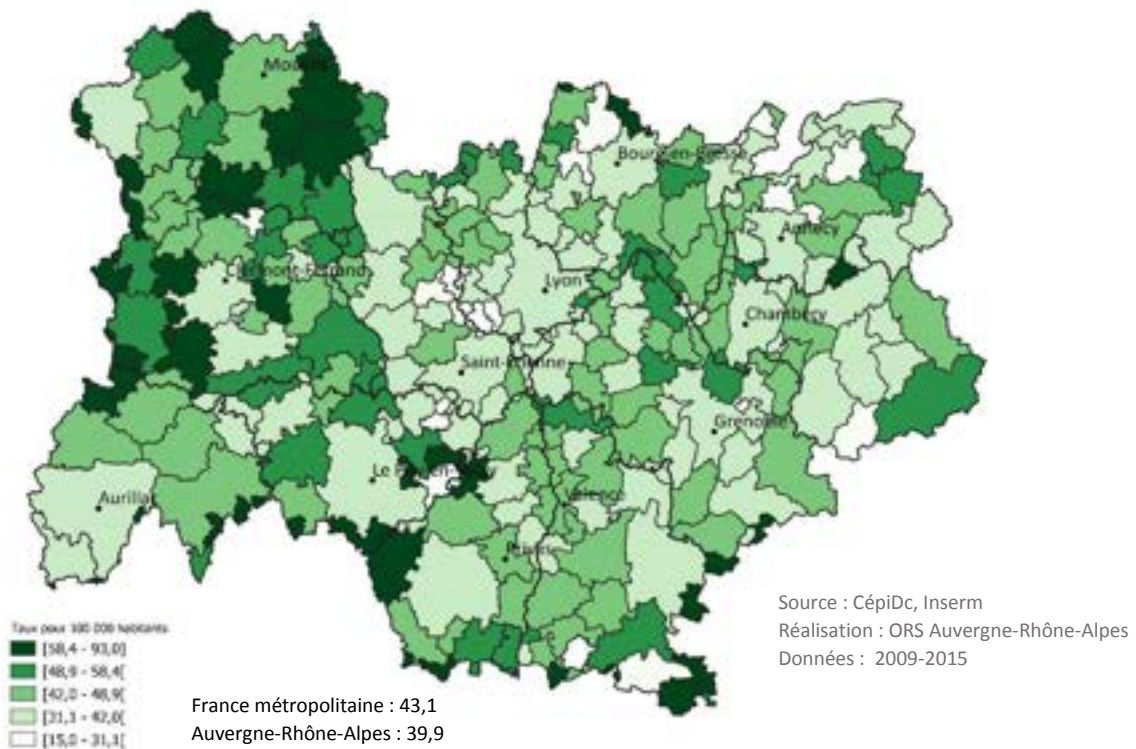 Moulins
Bourg-en-Bresse
Annecy
Clermont-Ferrand
Lyon
Chambéry
Saint-Etienne
Grenoble
Le Puy-en-Velay
Aurillac
Valence
Privas
Source : CépiDc, Inserm
Réalisation : ORS Auvergne-Rhône-Alpes
Données :  2009-2015
Taux pour 100 000 habitants
[58,4 - 93,0]
[48,9 - 58,4[
[42,0 - 48,9[
[31,1 - 42,0[
[15,0 - 31,1[
France métropolitaine : 43,1
Auvergne-Rhône-Alpes : 39,9